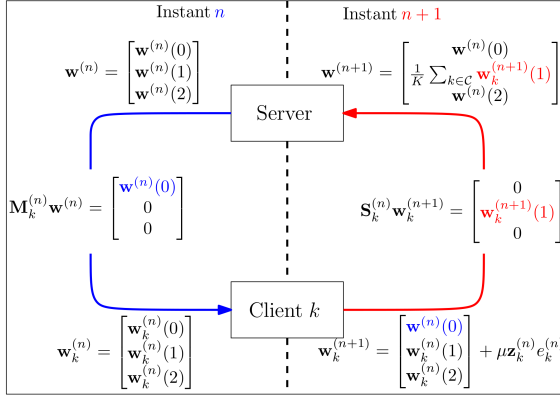 Instant n
Instant n + 1
w^{(n)} = [w^{(n)}(0)
w^{(n)}(1)
w^{(n)}(2)]
w^{(n+1)} = [w^{(n)}(0)
\frac{1}{K} \sum_{k∈\mathcal{C}} w_k^{(n+1)}(1)
w^{(n)}(2)]
Server
M_k^{(n)} w^{(n)} = [w^{(n)}(0)
0
0]
S_k^{(n)} w_k^{(n+1)} = [0
w_k^{(n+1)}(1)
0]
Client k
w_k^{(n)} = [w_k^{(n)}(0)
w_k^{(n)}(1)
w_k^{(n)}(2)]
w_k^{(n+1)} = [w^{(n)}(0)
w_k^{(n)}(1)
w_k^{(n)}(2)] + μ z_k^{(n)} e_k^{(n)}